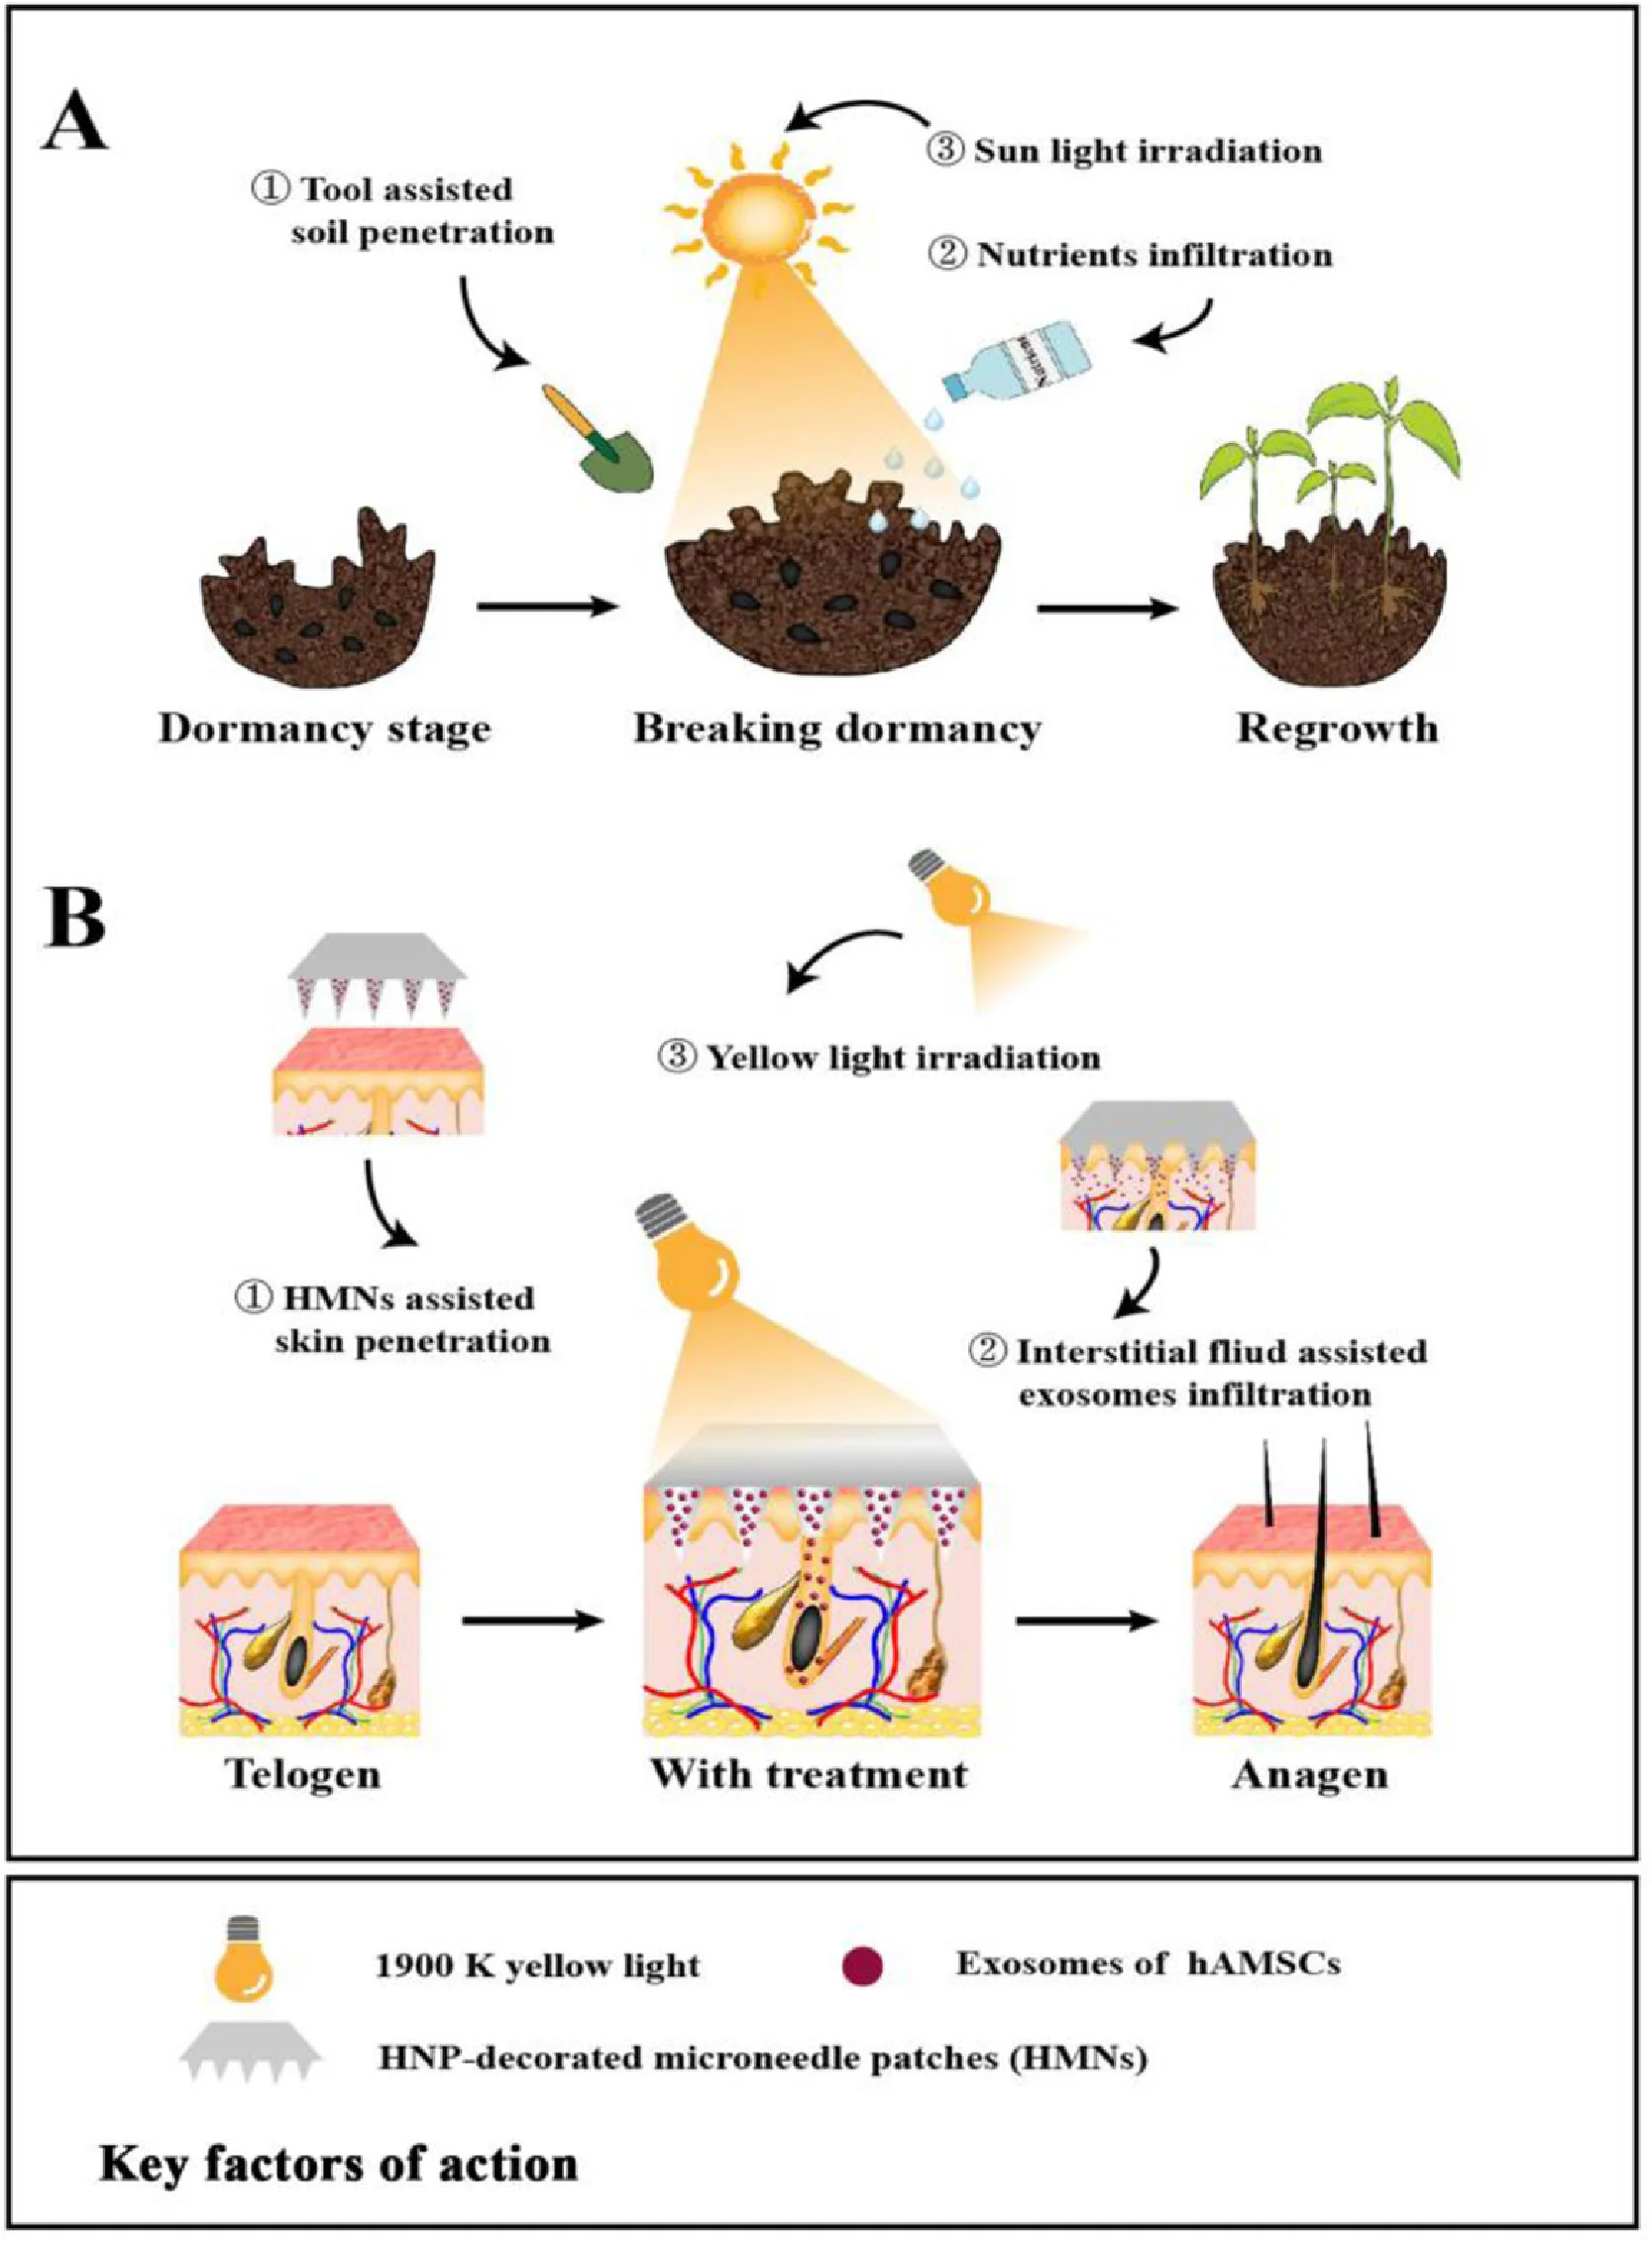 A
③ Sun light irradiation
① Tool assisted
soil penetration
② Nutrients infiltration
Nutrient
Dormancy stage
Breaking dormancy
Regrowth
B
③ Yellow light irradiation
① HMNs assisted
skin penetration
② Interstitial fliud assisted
exosomes infiltration
Telogen
With treatment
Anagen
1900 K yellow light
Exosomes of hAMSCs
HNP-decorated microneedle patches (HMNs)
Key factors of action